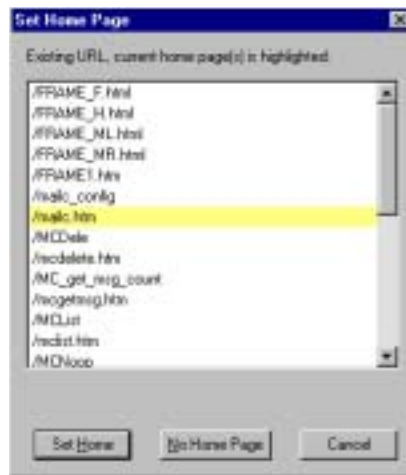 Set Home Page
Existing URL, current home page(s) is highlighted
/FRAME_F.html
/FRAME_H.html
/FRAME_ML.html
/FRAME_MR.html
/FRAME1.htm
/mailc_config
/mailc.htm
/MCDele
/mcdelete.htm
/MC_get_msg_count
/mcgetmsg.htm
/MCList
/mclist.htm
/MCNoop
Set Home
No Home Page
Cancel